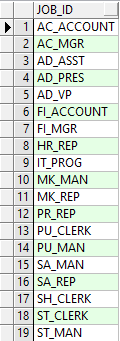 JOB_ID
1 AC_ACCOUNT
2 AC_MGR
3 AD_ASST
4 AD_PRES
5 AD_VP
6 FI_ACCOUNT
7 FI_MGR
8 HR_REP
9 IT_PROG
10 MK_MAN
11 MK_REP
12 PR_REP
13 PU_CLERK
14 PU_MAN
15 SA_MAN
16 SA_REP
17 SH_CLERK
18 ST_CLERK
19 ST_MAN